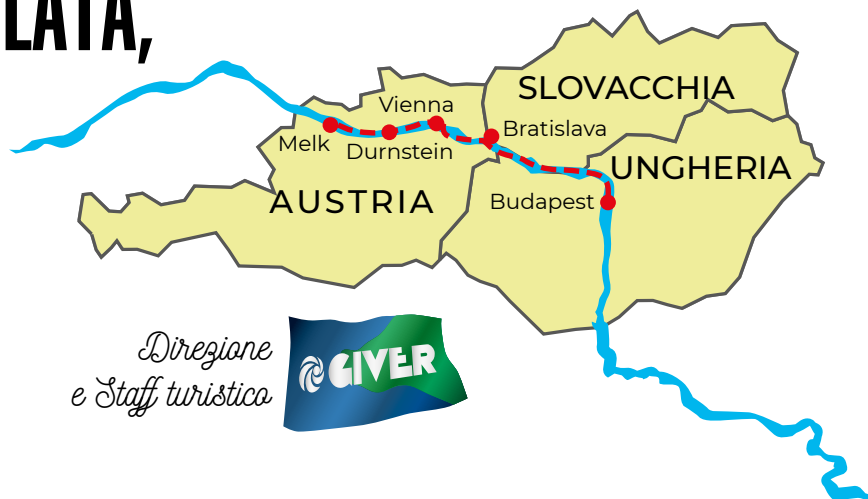 LATA,
SLOVACCHIA
Vienna
Bratislava
Melk
Durnstein
UNGHERIA
AUSTRIA
Budapest
Direzione
e Staff turistico
GIVER